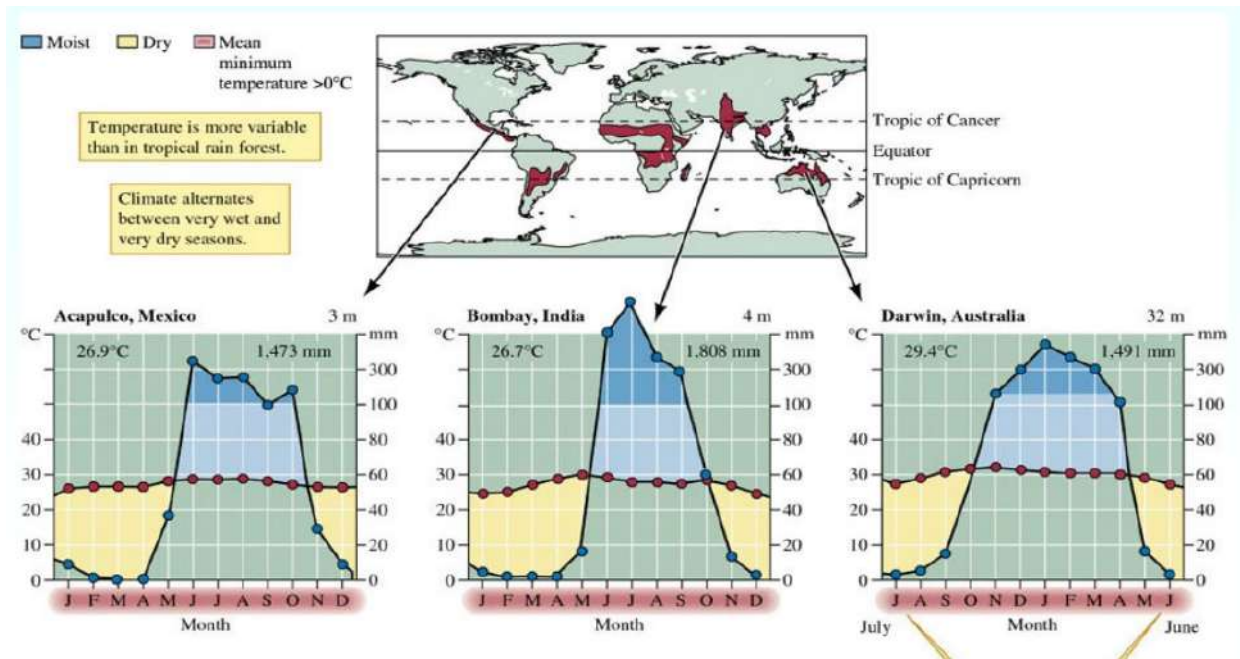 Moist
Dry
Mean
minimum
temperature >0°C
Temperature is more variable
than in tropical rain forest.
Climate alternates
between very wet and
very dry seasons.
Tropic of Cancer
Equator
Tropic of Capricorn
Acapulco, Mexico 3 m
°C mm
26.9°C 1,473 mm
300
100
40 80
30 60
20 40
10 20
0 0
J F M A M J J A S O N D
Month
Bombay, India 4 m
°C mm
26.7°C 1,808 mm
300
100
40 80
30 60
20 40
10 20
0 0
J F M A M J J A S O N D
Month
Darwin, Australia 32 m
°C mm
29.4°C 1,491 mm
300
100
40 80
30 60
20 40
10 20
0 0
J A S O N D J F M A M J
July Month June